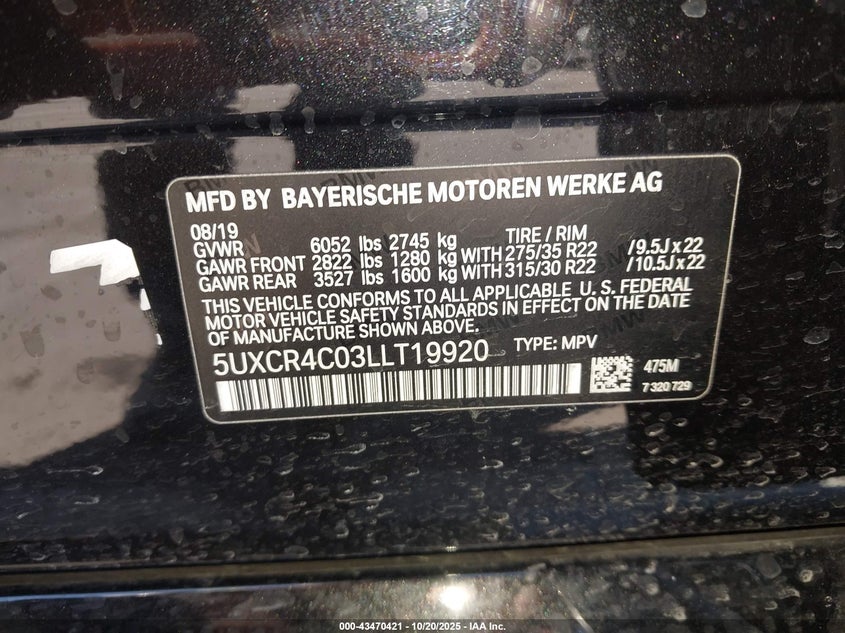 MFD BY BAYERISCHE MOTOREN WERKE AG
08/19 TIRE / RIM
GVWR 6052 lbs 2745 kg
GAWR FRONT 2822 lbs 1280 kg WITH 275/35 R22 /9.5J x 22
GAWR REAR 3527 lbs 1600 kg WITH 315/30 R22 /10.5J x 22
THIS VEHICLE CONFORMS TO ALL APPLICABLE U. S. FEDERAL
MOTOR VEHICLE SAFETY STANDARDS IN EFFECT ON THE DATE
OF MANUFACTURE SHOWN ABOVE.
5UXCR4C03LLT19920 TYPE: MPV
475M
7 320 729
000-43470421 - 10/20/2025 - IAA Inc.